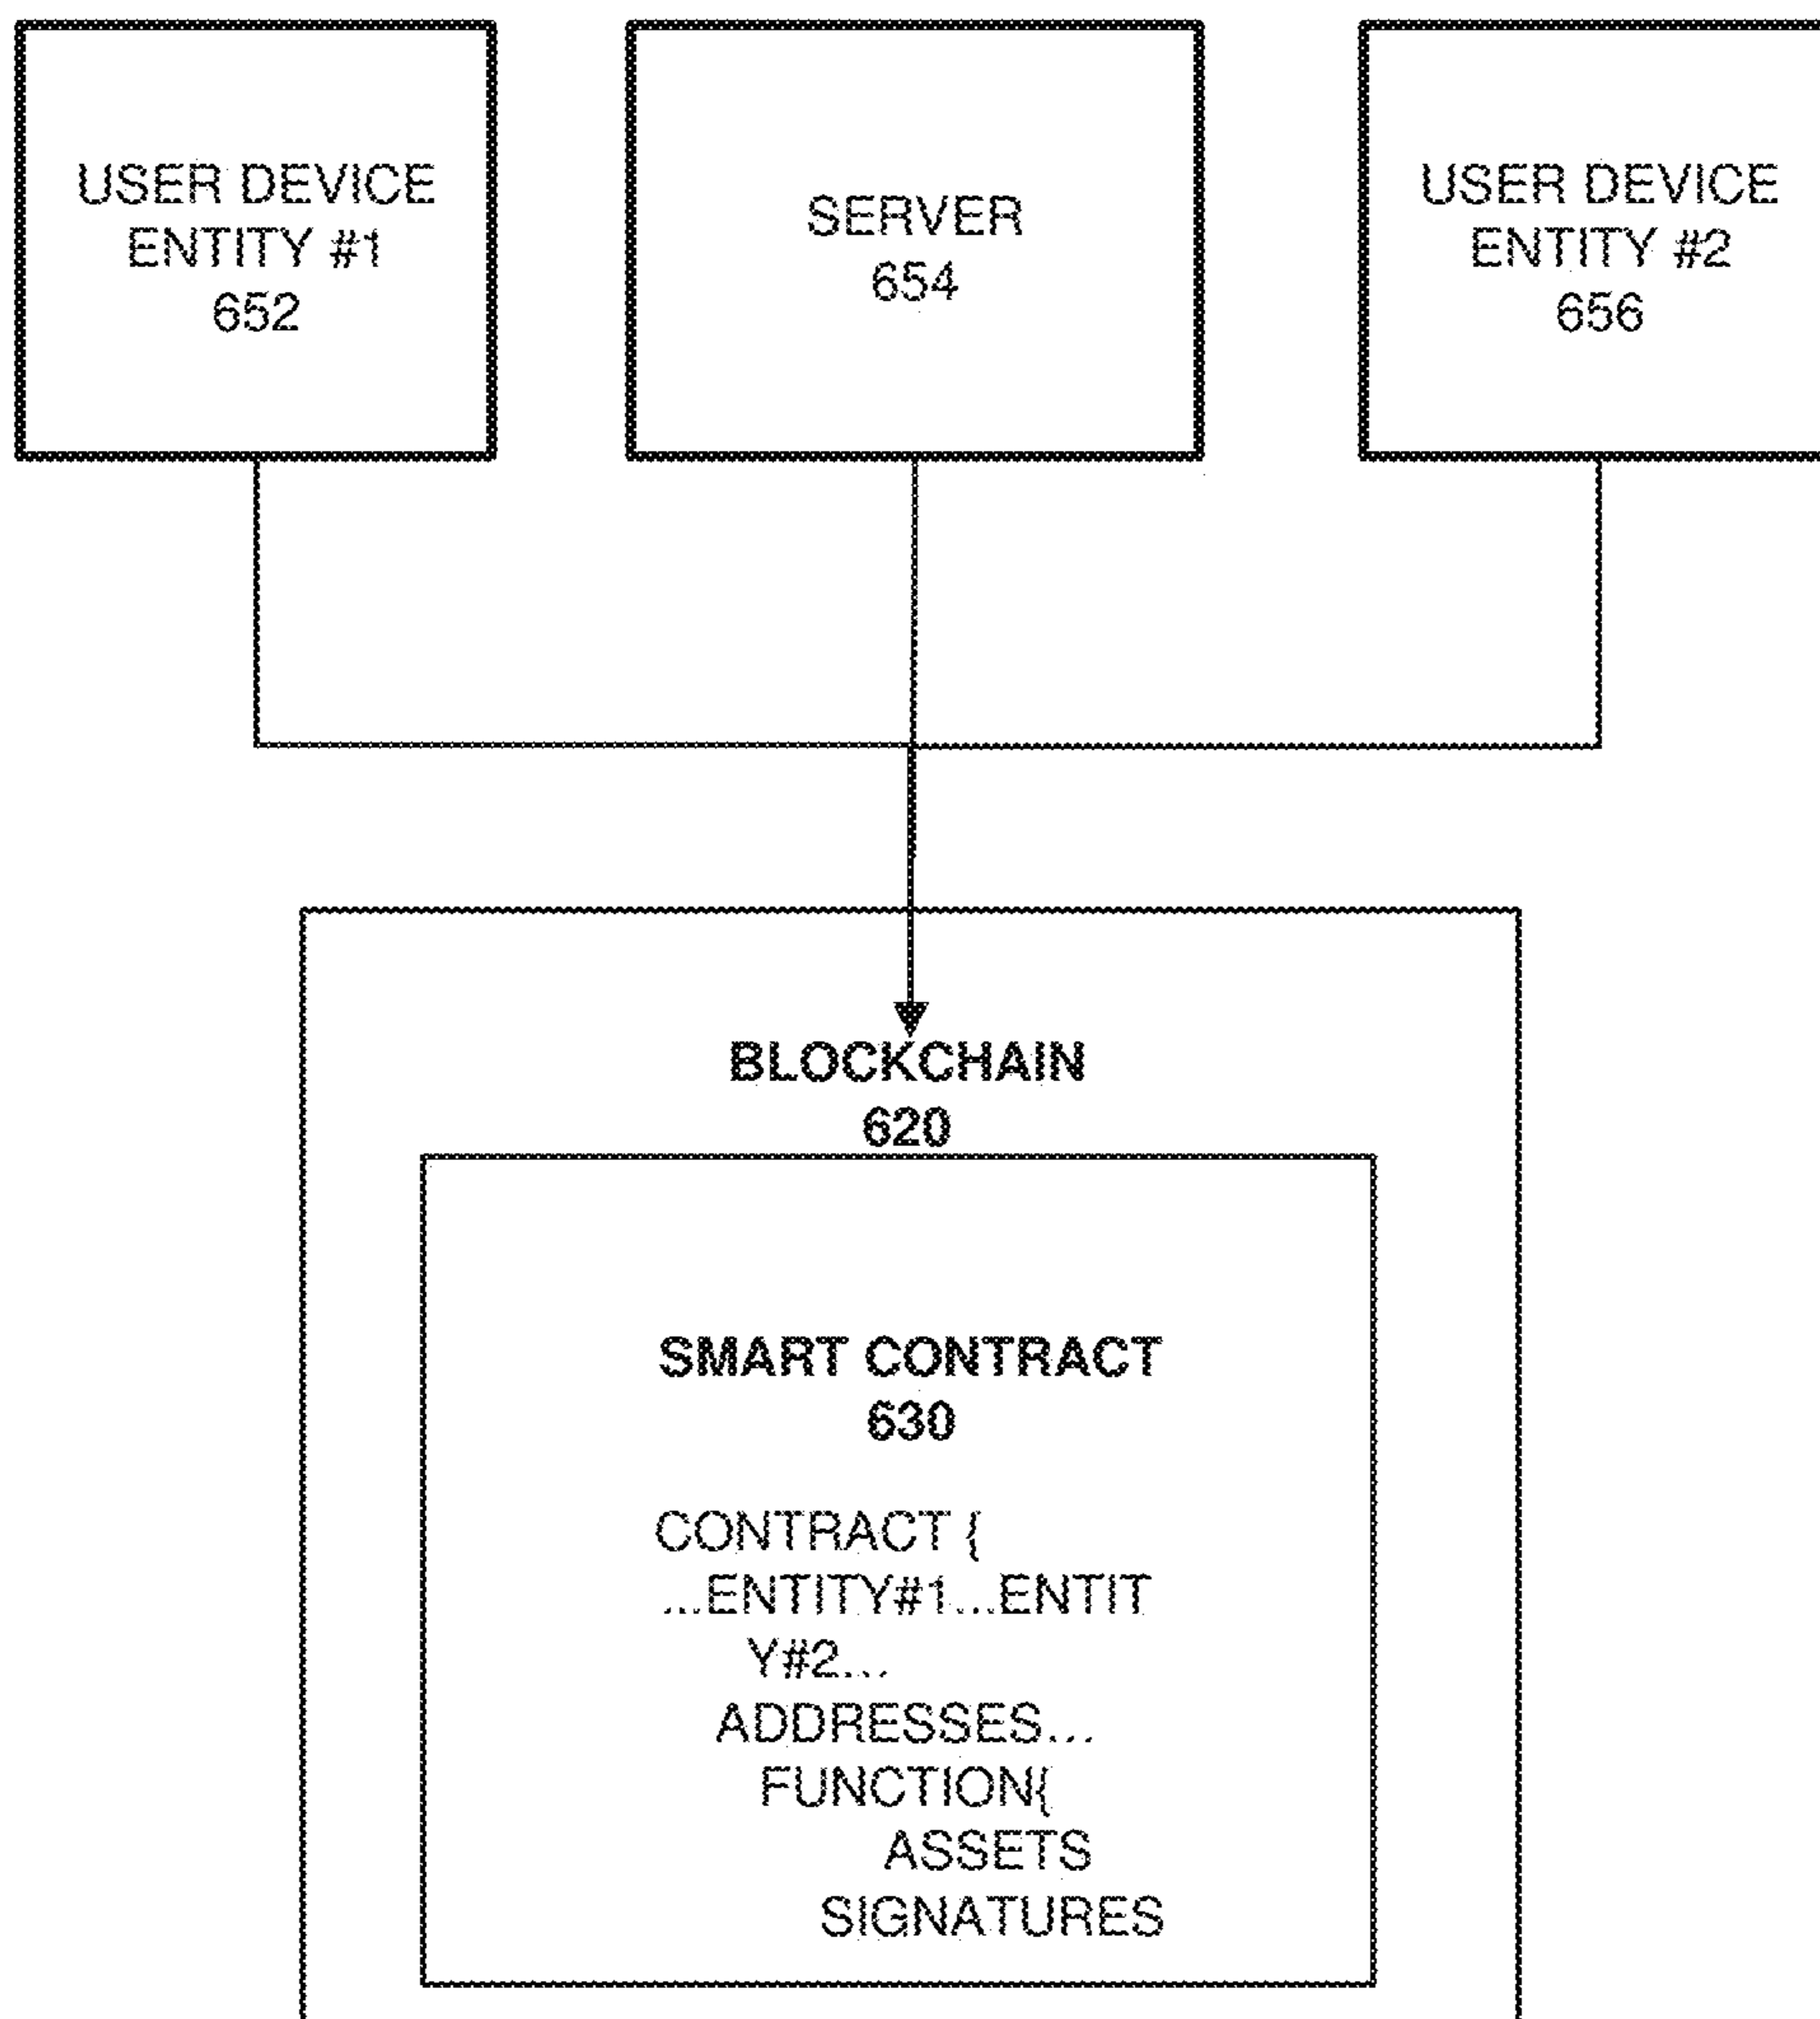 USER DEVICE
ENTITY #1
652
SERVER
654
USER DEVICE
ENTITY #2
656
BLOCKCHAIN
620
SMART CONTRACT
630
CONTRACT {
...ENTITY#1...ENTIT
Y#2...
ADDRESSES...
FUNCTION{
ASSETS
SIGNATURES